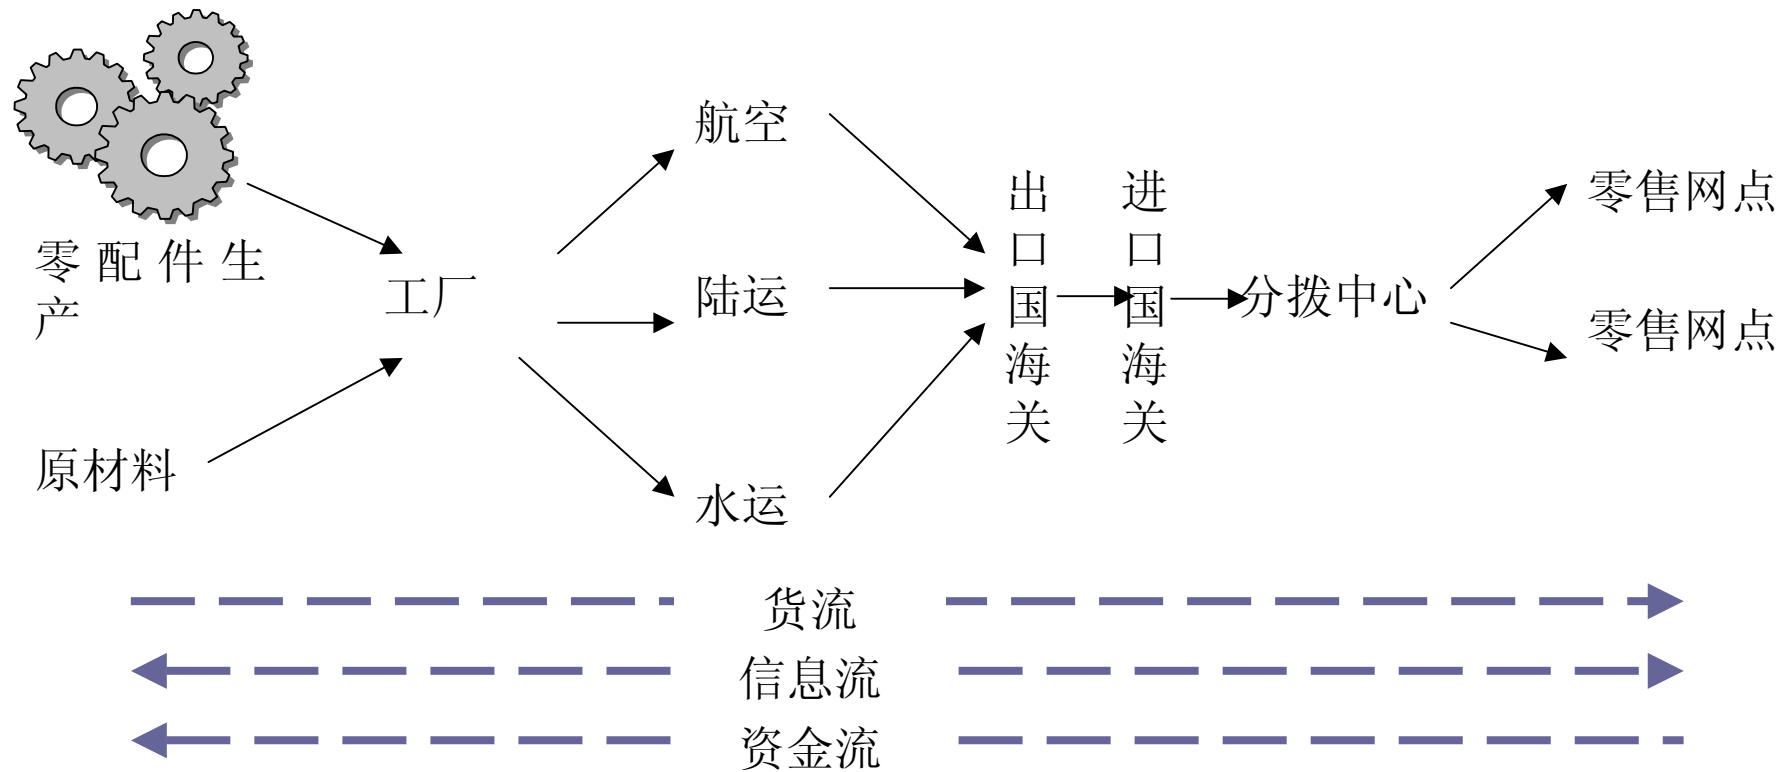 零配件生
产
原材料
工厂
航空
陆运
水运
出
口
国
海
关
进
口
国
海
关
分拨中心
零售网点
零售网点
货流
信息流
资金流